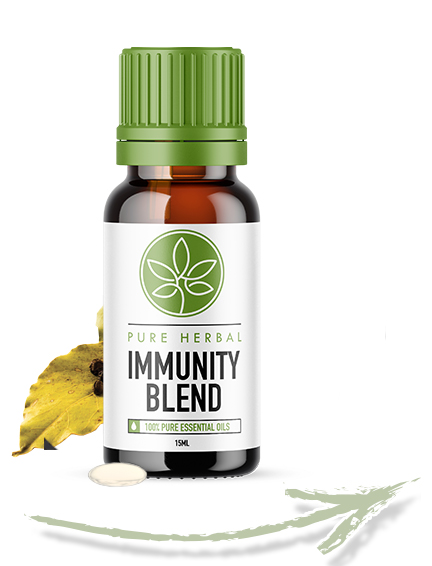 PURE HERBAL
IMMUNITY
BLEND
100% PURE ESSENTIAL OILS
15ML